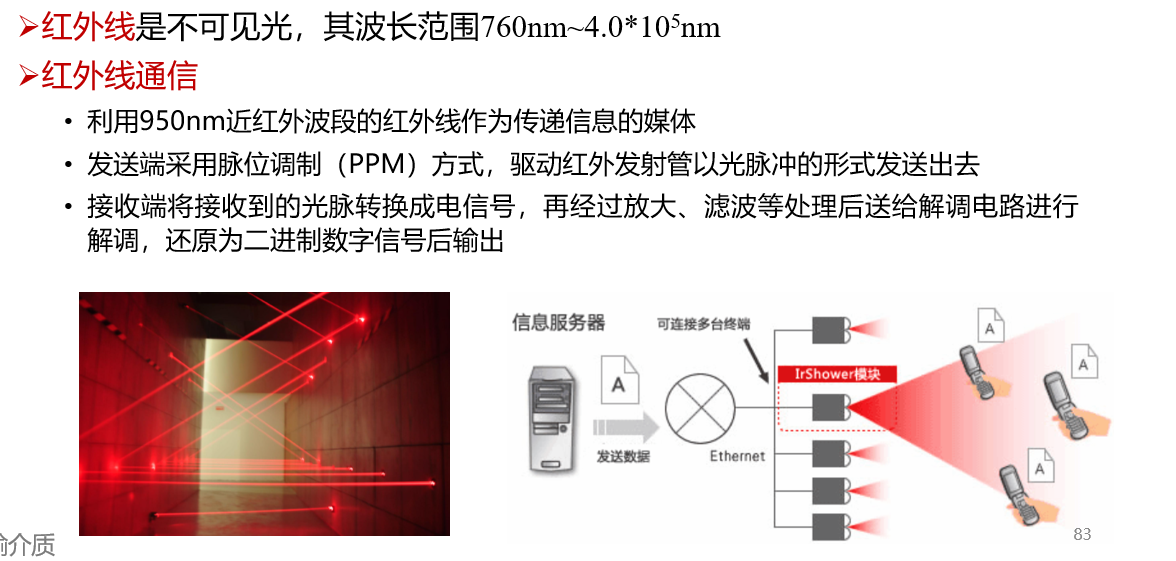 ➢红外线是不可见光，其波长范围760nm~4.0*10⁵nm
➢红外线通信
• 利用950nm近红外波段的红外线作为传递信息的媒体
• 发送端采用脉位调制（PPM）方式，驱动红外发射管以光脉冲的形式发送出去
• 接收端将接收到的光脉转换成电信号，再经过放大、滤波等处理后送给解调电路进行
解调，还原为二进制数字信号后输出
信息服务器
可连接多台终端
A
IrShower模块
A
A
A
发送数据
Ethernet
83
输介质